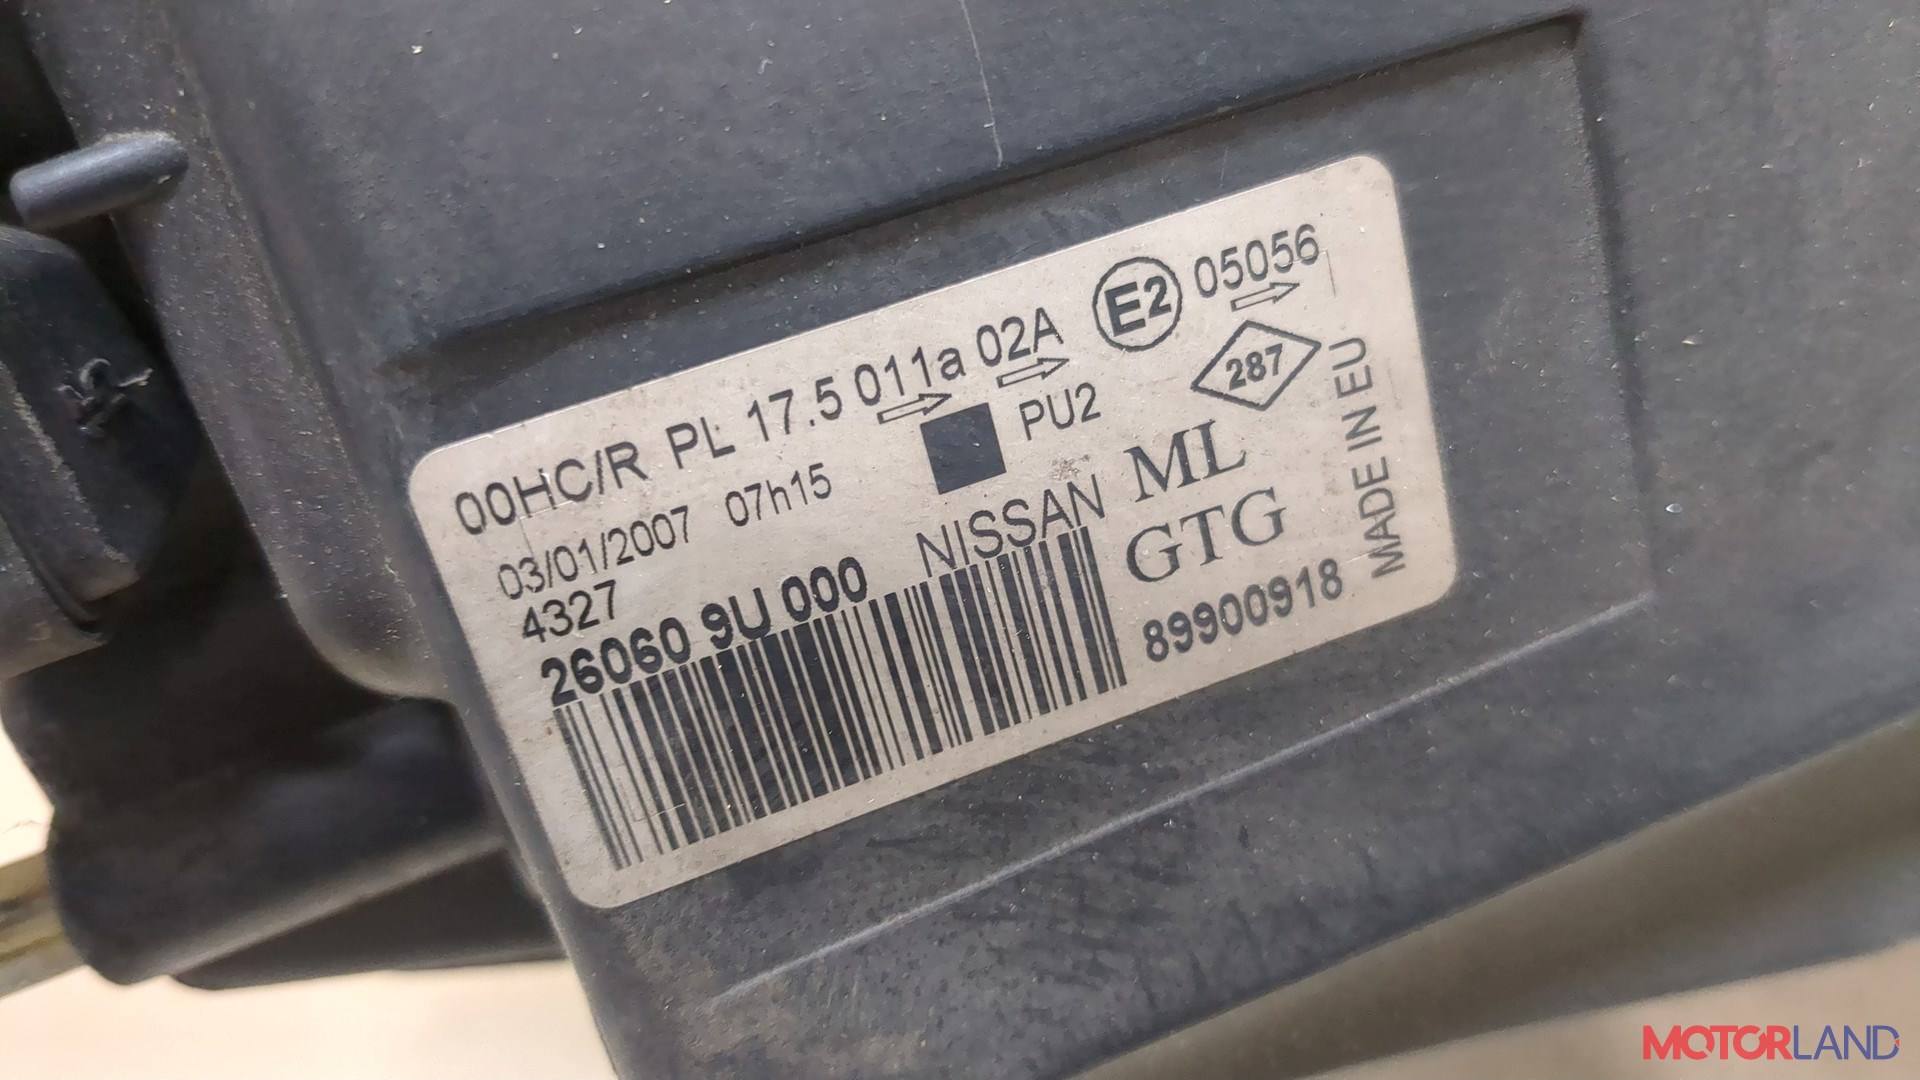 00HC/R PL 17.5 011a 02A E2 05056
03/01/2007 07h15 PU2 287
4327 NISSAN ML
26060 9U 000 GTG
89900918
MADE IN EU
MOTORLAND